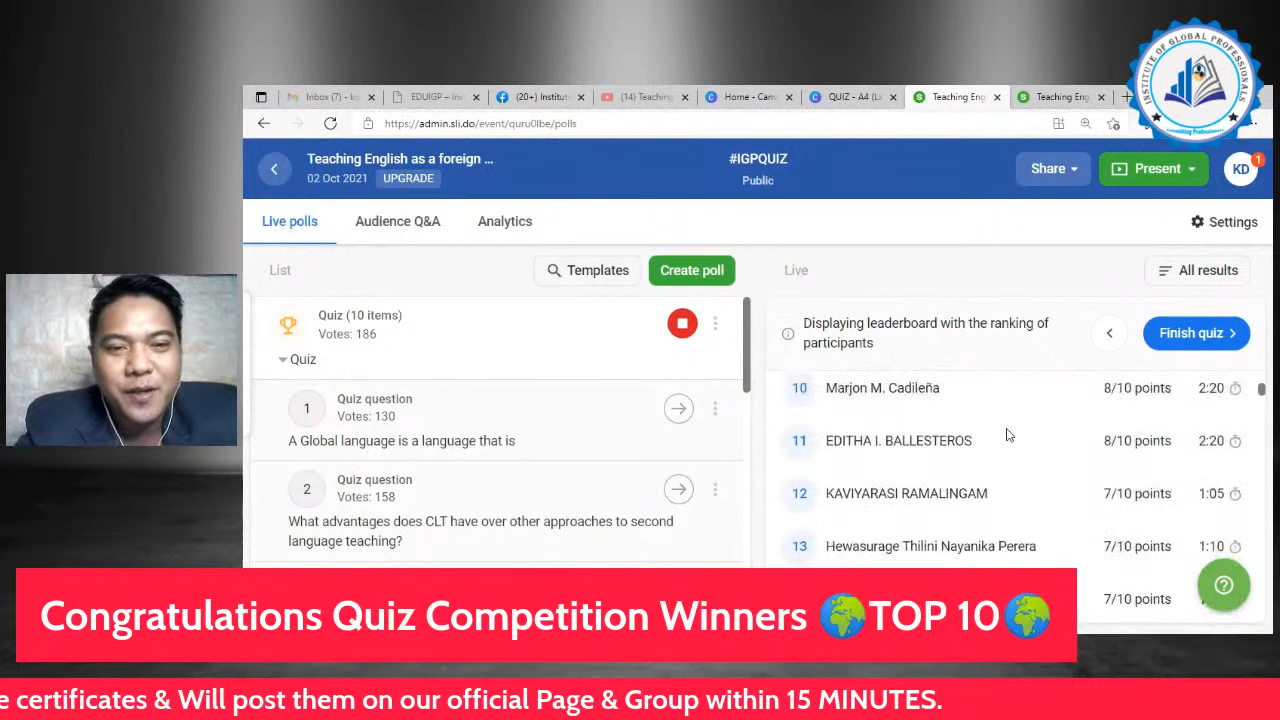 INSTITUTE OF GLOBAL PROFESSIONALS
Inbox (7) - ko
EDUIGP – Ins
(20+) Institut
(14) Teaching
Home - Canv
QUIZ - A4 (La
Teaching Eng
Teaching Eng
https://admin.sli.do/event/quru0lbe/polls
Teaching English as a foreign ...
02 Oct 2021 UPGRADE
#IGPQUIZ
Public
Share
Present
KD
1
Live polls
Audience Q&A
Analytics
Settings
List
Templates
Create poll
Live
All results
Quiz (10 items)
Votes: 186
Quiz
1
Quiz question
Votes: 130
A Global language is a language that is
2
Quiz question
Votes: 158
What advantages does CLT have over other approaches to second
language teaching?
Displaying leaderboard with the ranking of
participants
Finish quiz
10 Marjon M. Cadileña 8/10 points 2:20
11 EDITHA I. BALLESTEROS 8/10 points 2:20
12 KAVIYARASI RAMALINGAM 7/10 points 1:05
13 Hewasurage Thilini Nayanika Perera 7/10 points 1:10
7/10 points
Congratulations Quiz Competition Winners 🌍TOP 10🌍
e certificates & Will post them on our official Page & Group within 15 MINUTES.